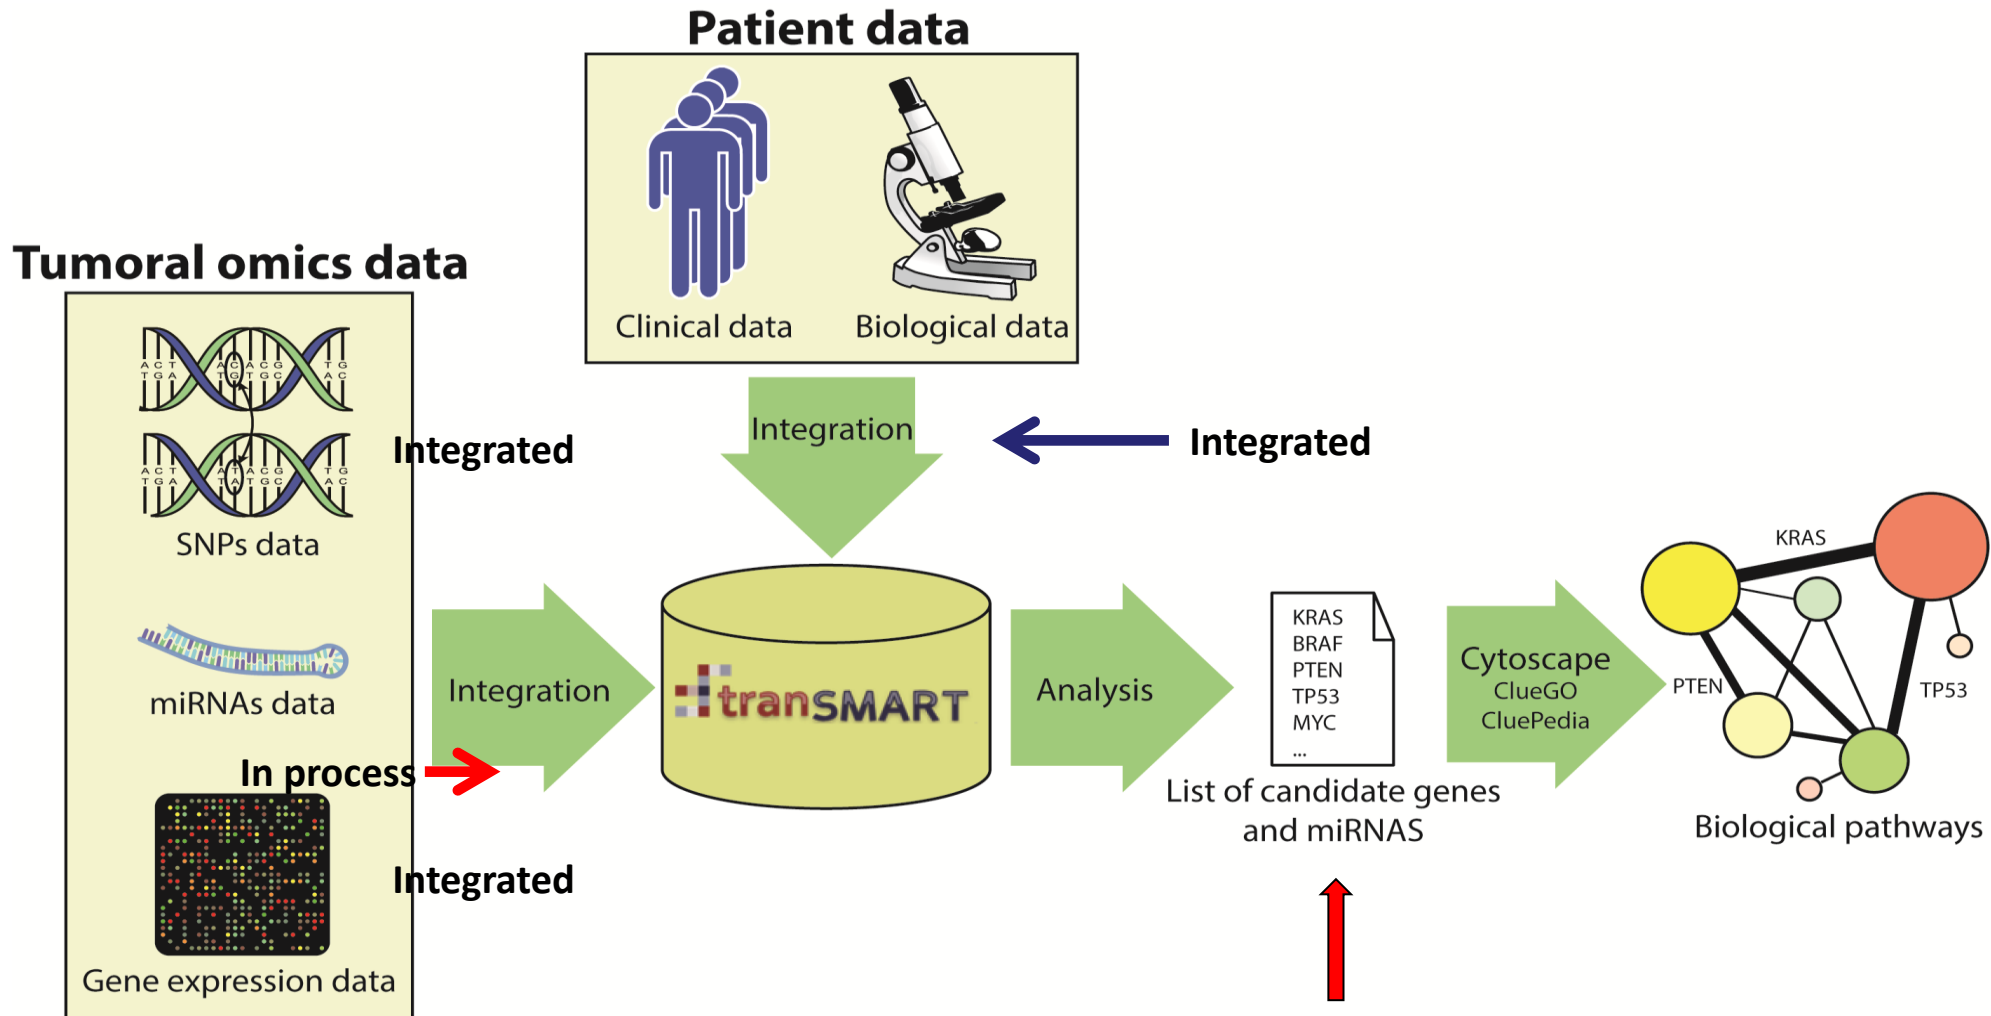 Patient data
Clinical data
Biological data
Tumoral omics data
A C T A C A C G T G
T G A T G T G C A C
A C T A T A C G T G
T G A T A T G C A C
SNPs data
miRNAs data
In process
Gene expression data
Integrated
Integrated
Integration
Integration
Integrated
tranSMART
Analysis
KRAS
BRAF
PTEN
TP53
MYC
...
List of candidate genes
and miRNAS
Cytoscape
ClueGO
CluePedia
KRAS
PTEN
TP53
Biological pathways